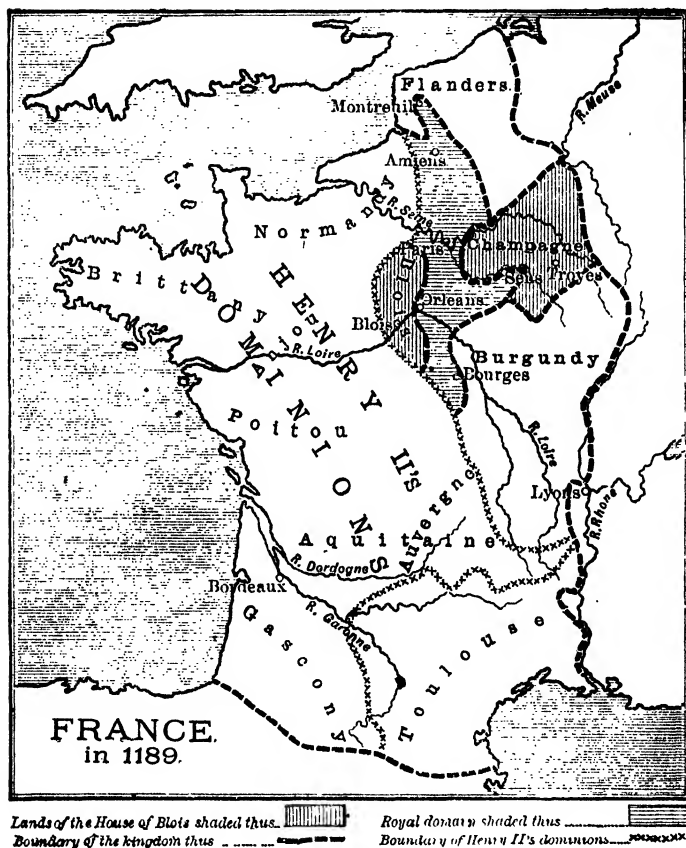 Flanders
Montreuil
R. Meuse
Amiens
R. Seine
Normandy
Paris
Champagne
Sens
Troyes
Brittany
Orleans
Blois
HENRY II'S
DOMINIONS
Anjou
R. Loire
Burgundy
Bourges
Poitou
R. Loire
Lyons
R. Rhone
Auvergne
Aquitaine
R. Dordogne
Bordeaux
R. Garonne
Gascony
Toulouse
FRANCE.
in 1189.
Lands of the House of Blois shaded thus
Royal domain shaded thus
Boundary of the kingdom thus
Boundary of Henry II's dominions